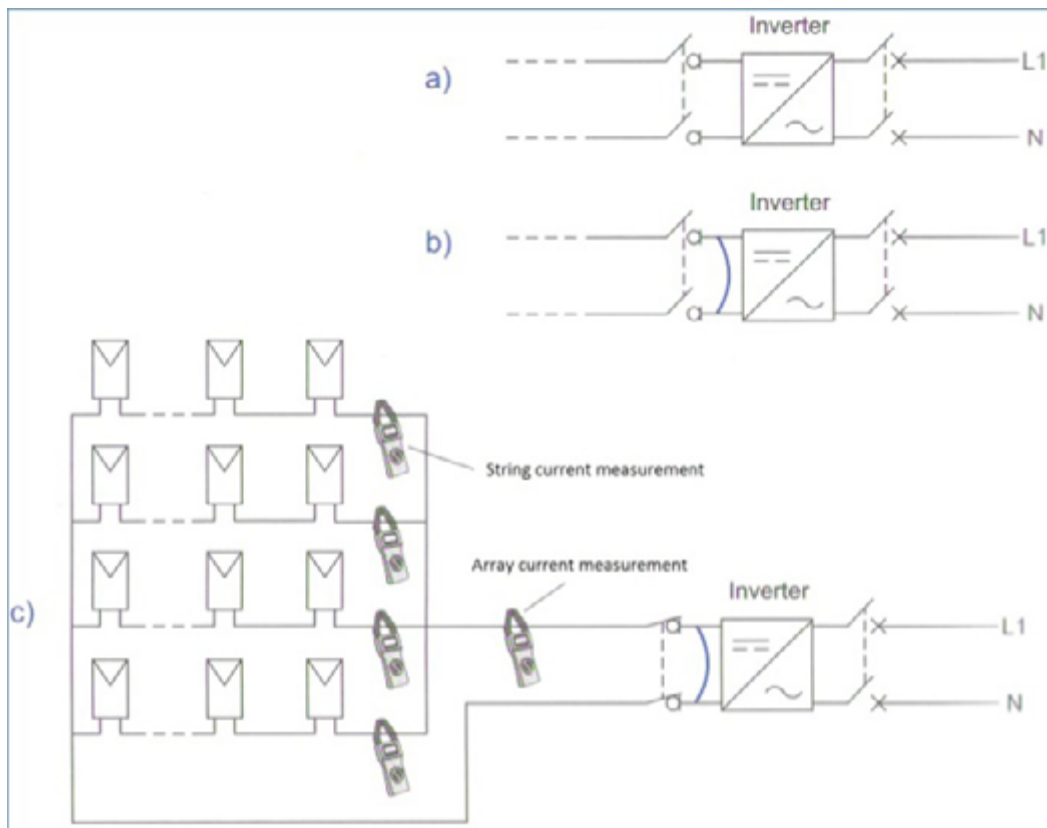 Inverter
a)
L1
N
Inverter
b)
L1
N
String current measurement
Array current measurement
Inverter
c)
L1
N